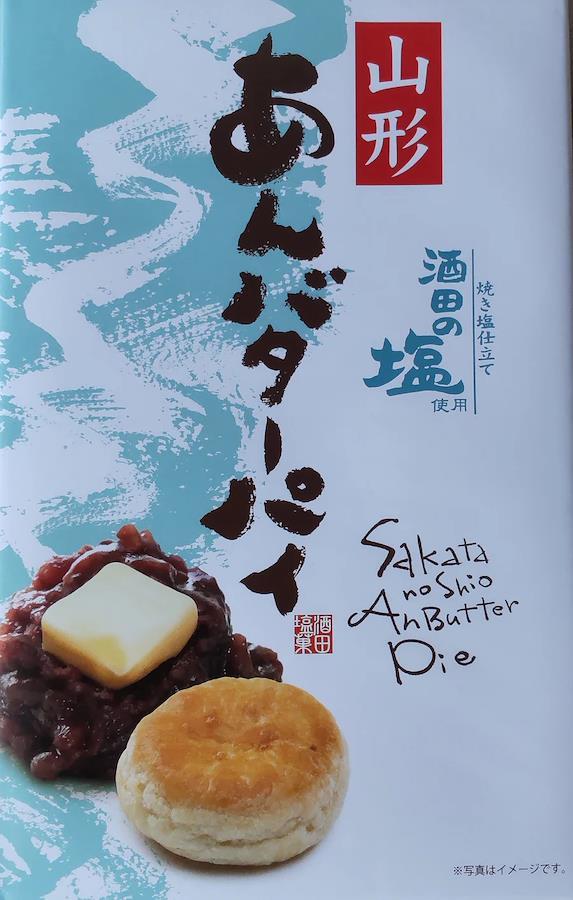 山形
あんバターパイ
焼き塩仕立て
酒田の塩
使用
Sakata
no Shio
An Butter
Pie
酒田
塩菓
※写真はイメージです。